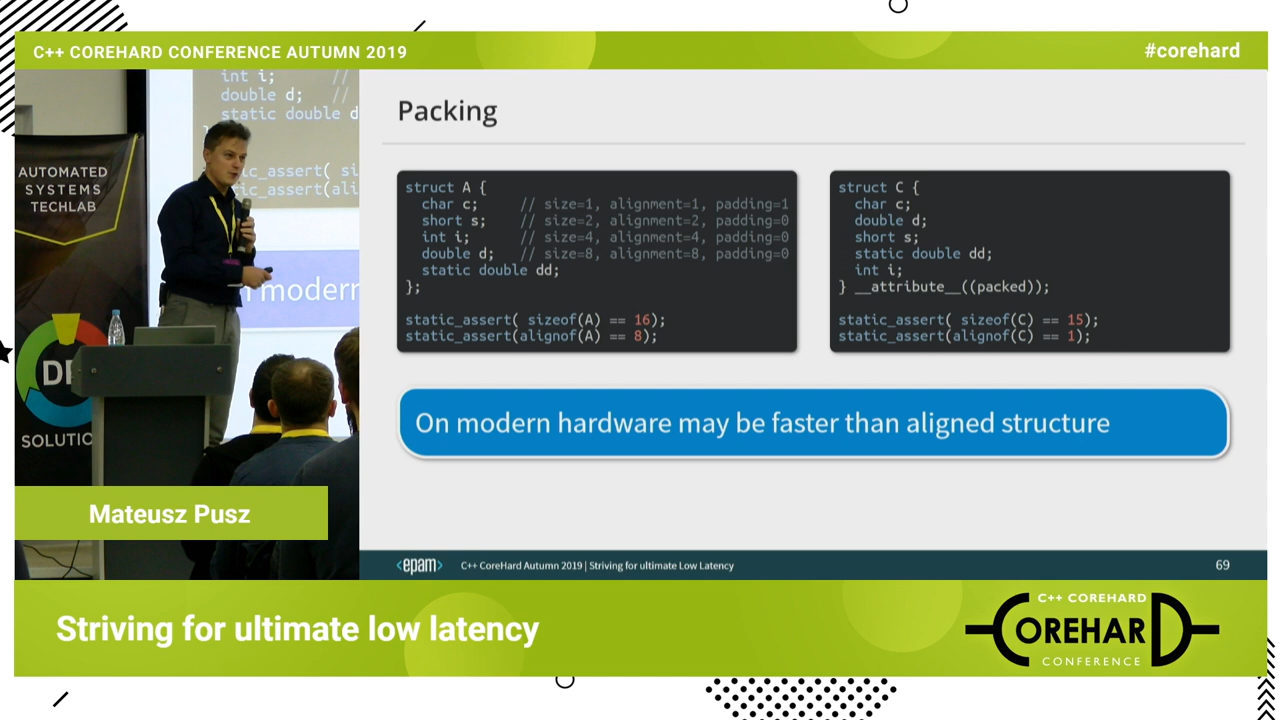 C++ COREHARD CONFERENCE AUTUMN 2019
#corehard
int i; //
double d; //
static double d
ic_assert( si
ic_assert(ali
modern
AUTOMATED
SYSTEMS
TECHLAB
SOLUTIO
Packing
struct A {
char c; // size=1, alignment=1, padding=1
short s; // size=2, alignment=2, padding=0
int i; // size=4, alignment=4, padding=0
double d; // size=8, alignment=8, padding=0
static double dd;
};
static_assert( sizeof(A) == 16);
static_assert(alignof(A) == 8);
struct C {
char c;
double d;
short s;
static double dd;
int i;
} __attribute__((packed));
static_assert( sizeof(C) == 15);
static_assert(alignof(C) == 1);
On modern hardware may be faster than aligned structure
Mateusz Pusz
<epam> C++ CoreHard Autumn 2019 | Striving for ultimate Low Latency 69
Striving for ultimate low latency
C++ COREHARD
COREHARD
CONFERENCE